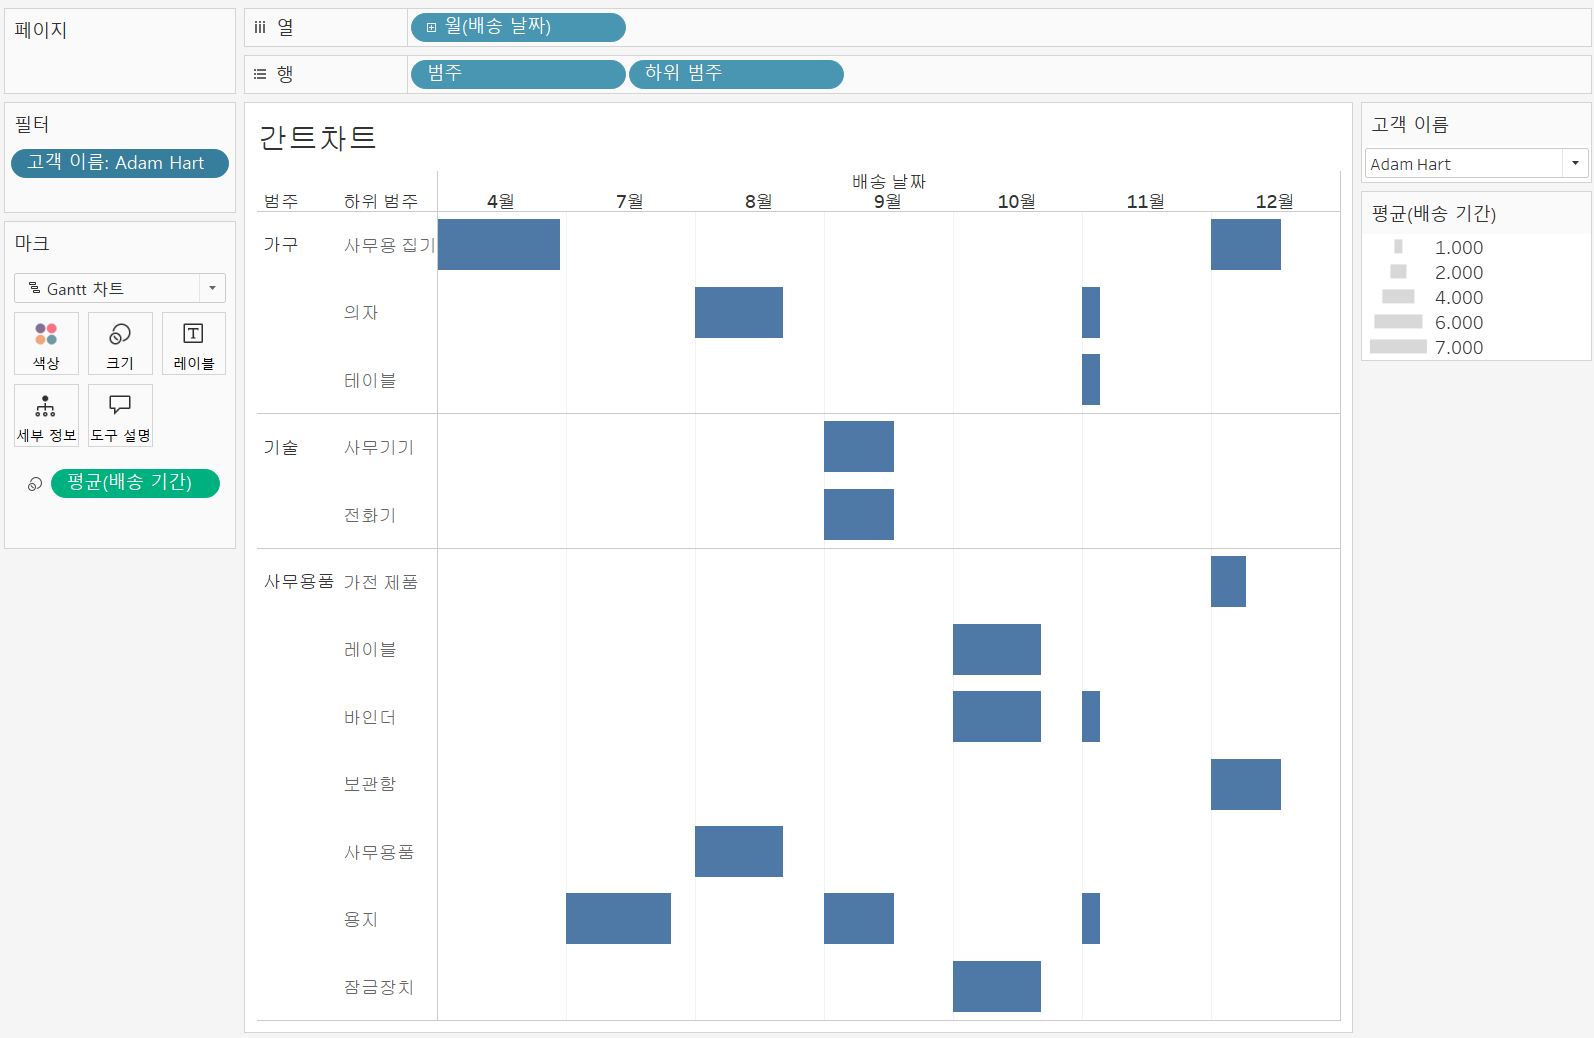 페이지
열
월(배송 날짜)
행
범주
하위 범주
필터
고객 이름: Adam Hart
마크
Gantt 차트
색상
크기
레이블
세부 정보
도구 설명
평균(배송 기간)
간트차트
배송 날짜
범주 하위 범주 4월 7월 8월 9월 10월 11월 12월
가구 사무용 집기
의자
테이블
기술 사무기기
전화기
사무용품 가전 제품
레이블
바인더
보관함
사무용품
용지
잠금장치
고객 이름
Adam Hart
평균(배송 기간)
1.000
2.000
4.000
6.000
7.000